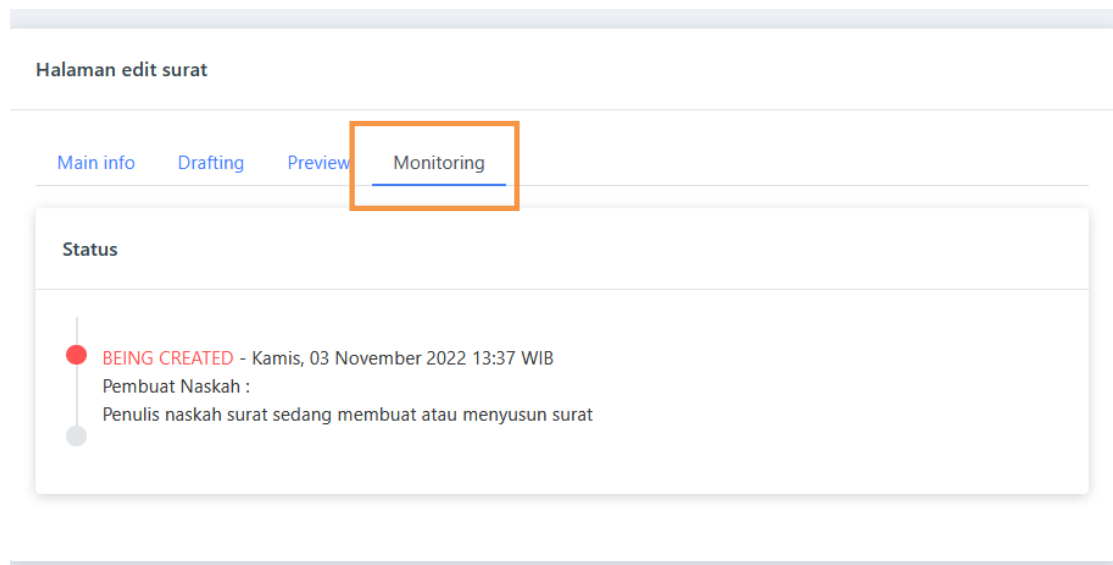 Halaman edit surat
Main info Drafting Preview Monitoring
Status
BEING CREATED - Kamis, 03 November 2022 13:37 WIB
Pembuat Naskah :
Penulis naskah surat sedang membuat atau menyusun surat